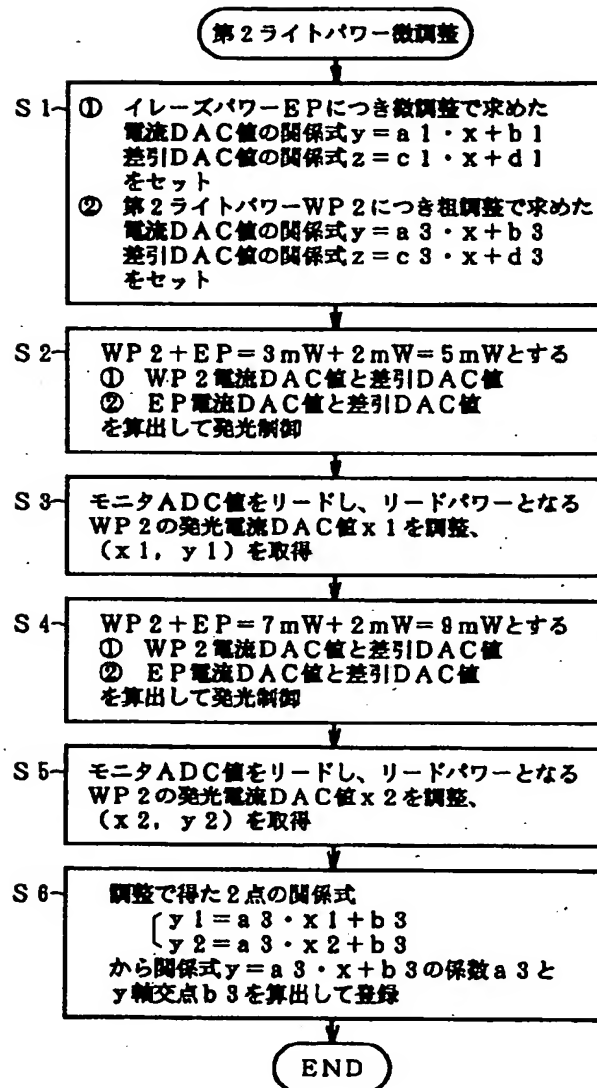 第2ライトパワー微調整
S1
① イレーズパワーEPにつき微調整で求めた
電流DAC値の関係式y=a1・x+b1
差引DAC値の関係式z=c1・x+d1
をセット
② 第2ライトパワーWP2につき粗調整で求めた
電流DAC値の関係式y=a3・x+b3
差引DAC値の関係式z=c3・x+d3
をセット
S2
WP2+EP=3mW+2mW=5mWとする
① WP2電流DAC値と差引DAC値
② EP電流DAC値と差引DAC値
を算出して発光制御
S3
モニタADC値をリードし、リードパワーとなる
WP2の発光電流DAC値x1を調整、
(x1, y1)を取得
S4
WP2+EP=7mW+2mW=9mWとする
① WP2電流DAC値と差引DAC値
② EP電流DAC値と差引DAC値
を算出して発光制御
S5
モニタADC値をリードし、リードパワーとなる
WP2の発光電流DAC値x2を調整、
(x2, y2)を取得
S6
調整で得た2点の関係式
y1=a3・x1+b3
y2=a3・x2+b3
から関係式y=a3・x+b3の係数a3と
y軸交点b3を算出して登録
END